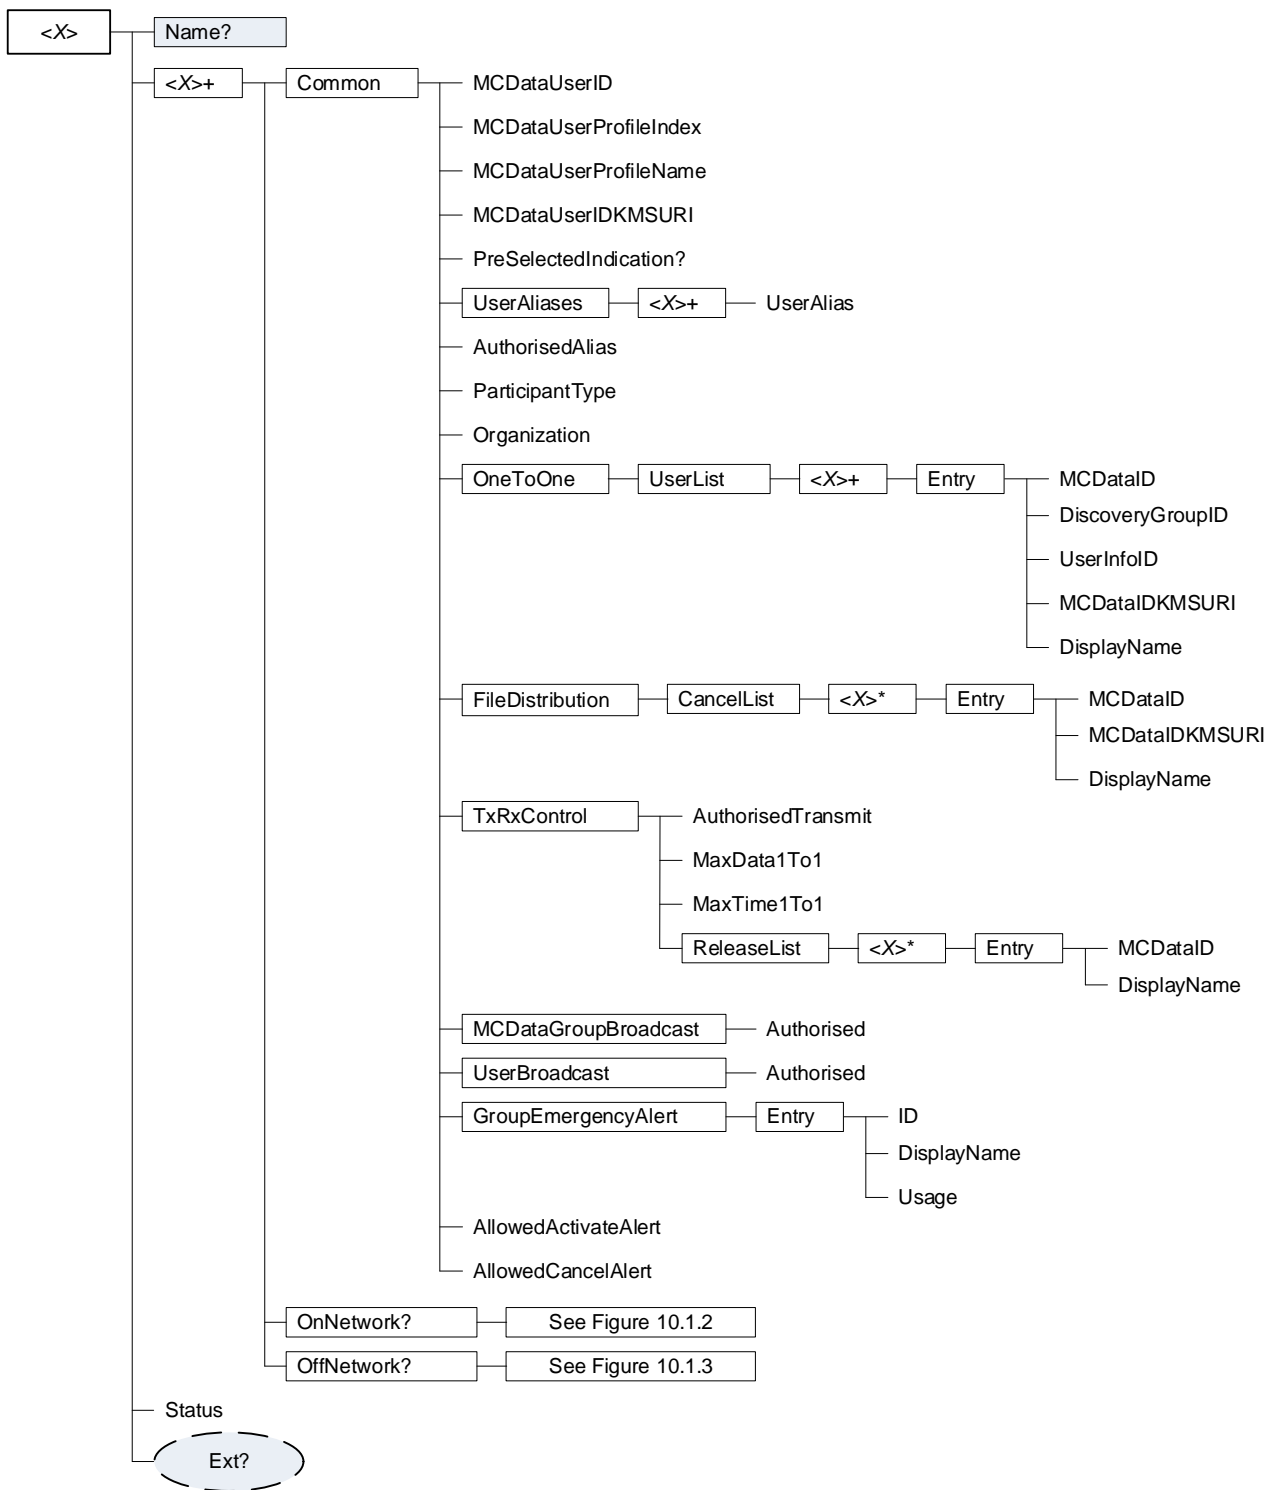 <X>
Name?
<X>+
Common
MCDataUserID
MCDataUserProfileIndex
MCDataUserProfileName
MCDataUserIDKMSURI
PreSelectedIndication?
UserAliases
<X>+
UserAlias
AuthorisedAlias
ParticipantType
Organization
OneToOne
UserList
<X>+
Entry
MCDataID
DiscoveryGroupID
UserInfoID
MCDataIDKMSURI
DisplayName
FileDistribution
CancelList
<X>*
Entry
MCDataID
MCDataIDKMSURI
DisplayName
TxRxControl
AuthorisedTransmit
MaxData1To1
MaxTime1To1
ReleaseList
<X>*
Entry
MCDataID
DisplayName
MCDataGroupBroadcast
Authorised
UserBroadcast
Authorised
GroupEmergencyAlert
Entry
ID
DisplayName
Usage
AllowedActivateAlert
AllowedCancelAlert
OnNetwork?
See Figure 10.1.2
OffNetwork?
See Figure 10.1.3
Status
Ext?